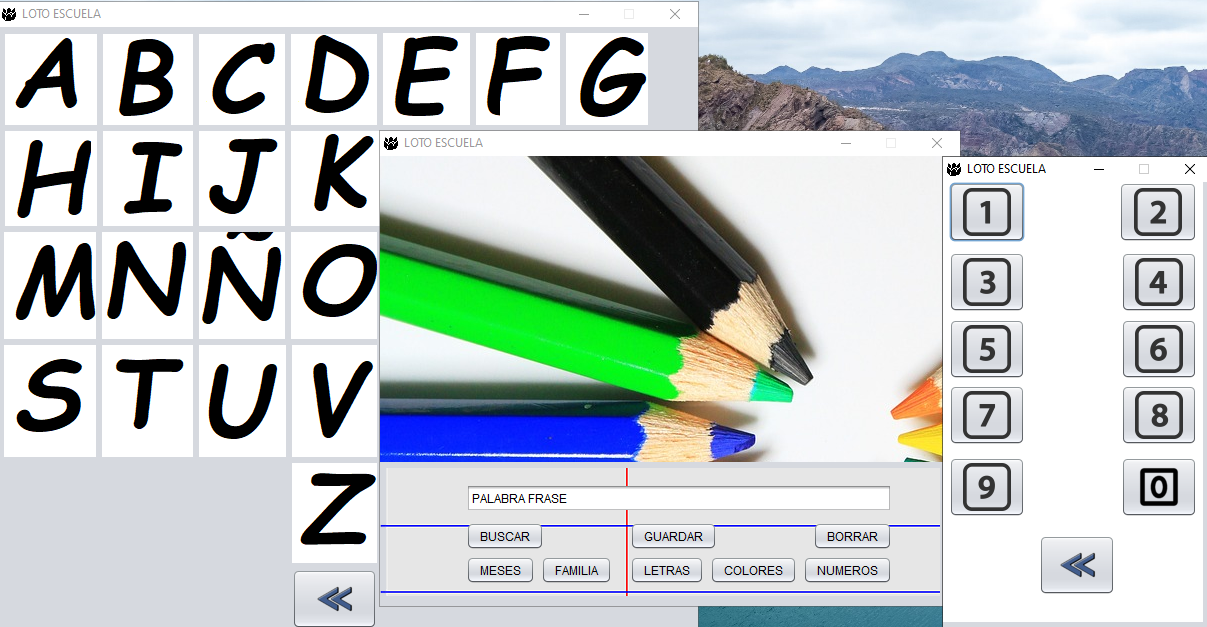 LOTO ESCUELA
A B C D E F G
H I J K
M N Ñ O
S T U V
Z
LOTO ESCUELA
PALABRA FRASE
BUSCAR GUARDAR BORRAR
MESES FAMILIA LETRAS COLORES NUMEROS
LOTO ESCUELA
1 2
3 4
5 6
7 8
9 0